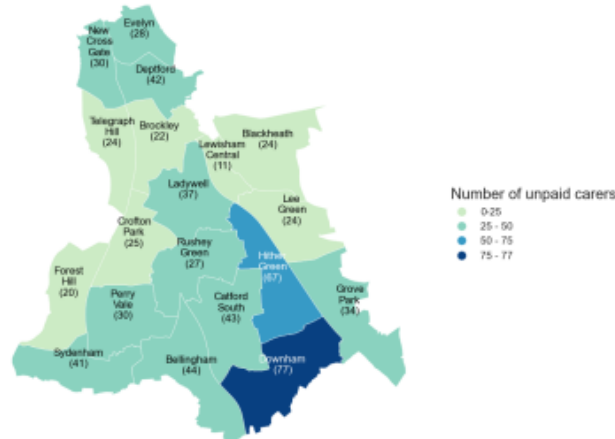 Evelyn
(28)
New
Cross
Gate
(30)
Deptford
(42)
Telegraph
Hill
(24)
Brockley
(22)
Blackheath
(24)
Lewisham
Central
(11)
Ladywell
(37)
Lee
Green
(24)
Crofton
Park
(25)
Rushey
Green
(27)
Hither
Green
(67)
Forest
Hill
(20)
Perry
Vale
(30)
Catford
South
(43)
Grove
Park
(34)
Sydenham
(41)
Bellingham
(44)
Downham
(77)
Number of unpaid carers
0-25
25 - 50
50 - 75
75 - 77